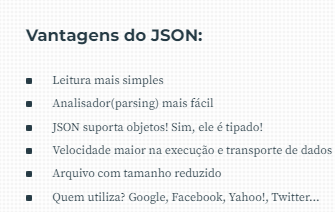 Vantagens do JSON:
Leitura mais simples
Analisador(parsing) mais fácil
JSON suporta objetos! Sim, ele é tipado!
Velocidade maior na execução e transporte de dados
Arquivo com tamanho reduzido
Quem utiliza? Google, Facebook, Yahoo!, Twitter...